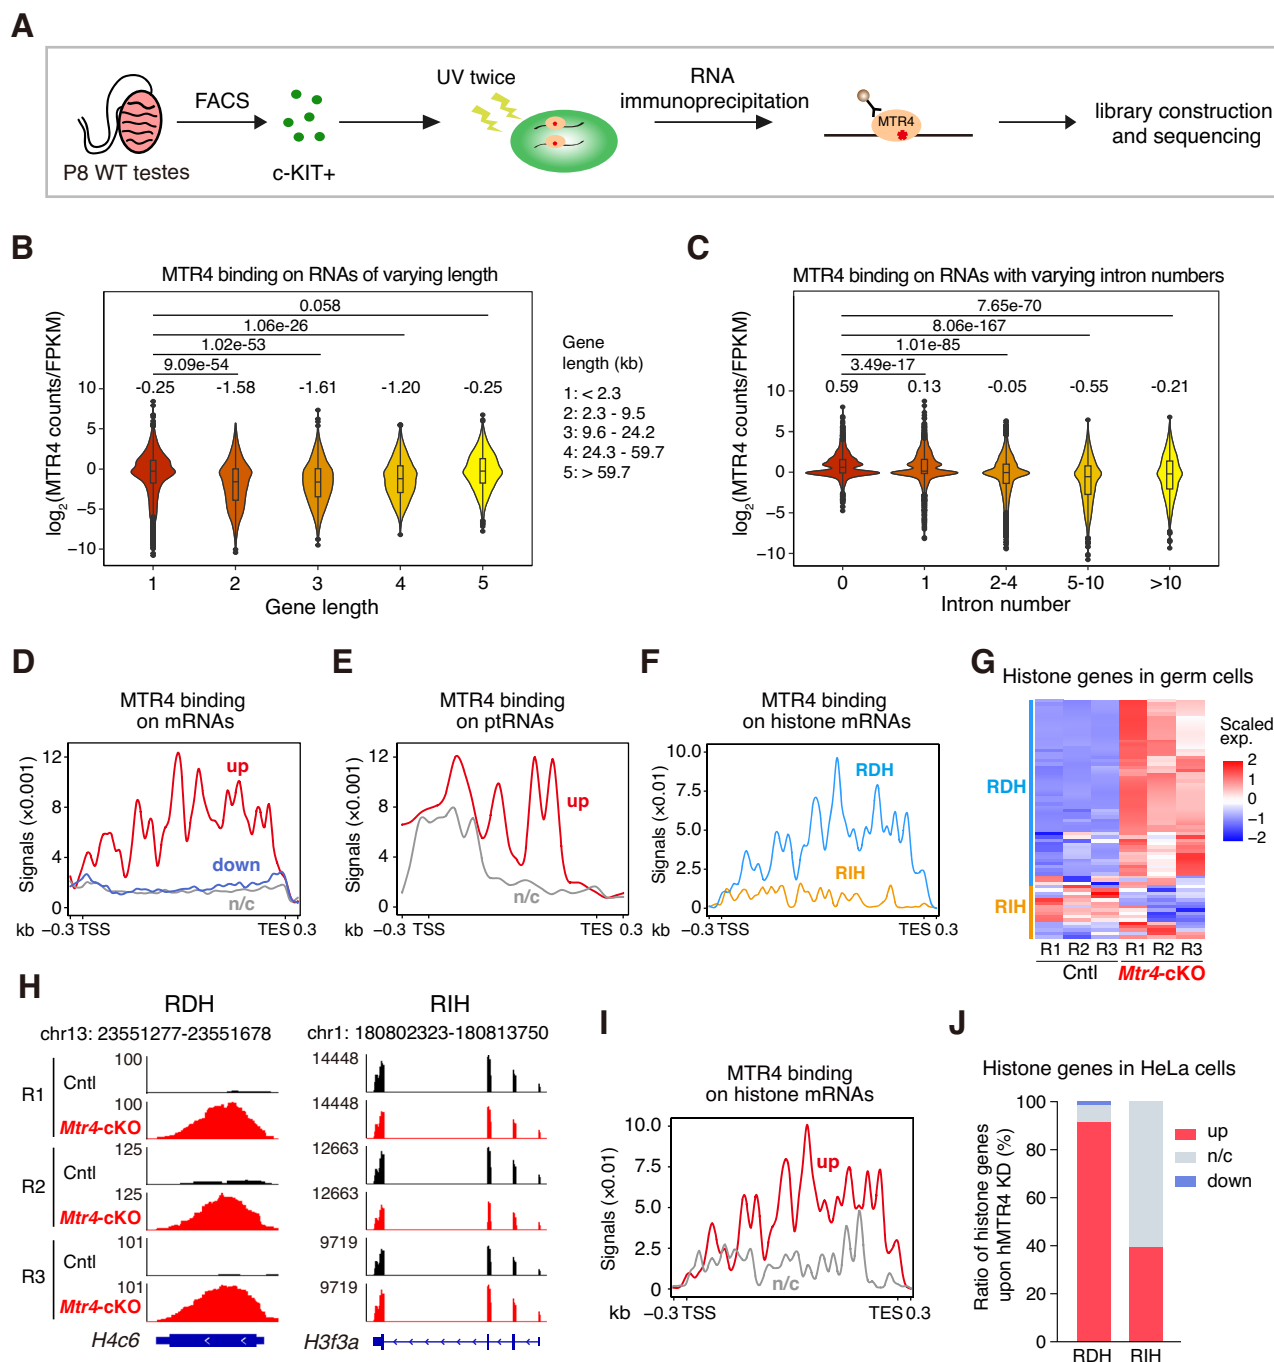 A
FACS
UV twice
RNA
immunoprecipitation
MTR4
library construction
and sequencing
P8 WT testes
c-KIT+
B
MTR4 binding on RNAs of varying length
log2(MTR4 counts/FPKM)
0.058
1.06e-26
1.02e-53
9.09e-54
-0.25 -1.58 -1.61 -1.20 -0.25
10
5
0
−5
−10
1 2 3 4 5
Gene length
Gene
length (kb)
1: < 2.3
2: 2.3 - 9.5
3: 9.6 - 24.2
4: 24.3 - 59.7
5: > 59.7
C
MTR4 binding on RNAs with varying intron numbers
log2(MTR4 counts/FPKM)
7.65e-70
8.06e-167
1.01e-85
3.49e-17
0.59 0.13 -0.05 -0.55 -0.21
10
5
0
−5
−10
0 1 2-4 5-10 >10
Intron number
D
MTR4 binding
on mRNAs
Signals (×0.001)
12
8
4
0
up
down
n/c
kb −0.3 TSS TES 0.3
E
MTR4 binding
on ptRNAs
Signals (×0.001)
12
8
4
0
up
n/c
kb −0.3 TSS TES 0.3
F
MTR4 binding
on histone mRNAs
Signals (×0.01)
10.0
7.5
5.0
2.5
0
RDH
RIH
kb −0.3 TSS TES 0.3
G
Histone genes in germ cells
RDH
RIH
R1 R2 R3 R1 R2 R3
Cntl Mtr4-cKO
Scaled
exp.
2
1
0
−1
−2
H
RDH
chr13: 23551277-23551678
RIH
chr1: 180802323-180813750
R1
Cntl 100 14448
Mtr4-cKO 100 14448
R2
Cntl 125 12663
Mtr4-cKO 125 12663
R3
Cntl 101 9719
Mtr4-cKO 101 9719
H4c6
H3f3a
I
MTR4 binding
on histone mRNAs
Signals (×0.01)
10.0
7.5
5.0
2.5
0
up
n/c
kb −0.3 TSS TES 0.3
J
Histone genes in HeLa cells
Ratio of histone genes
upon hMTR4 KD (%)
100
80
60
40
20
0
RDH RIH
up
n/c
down